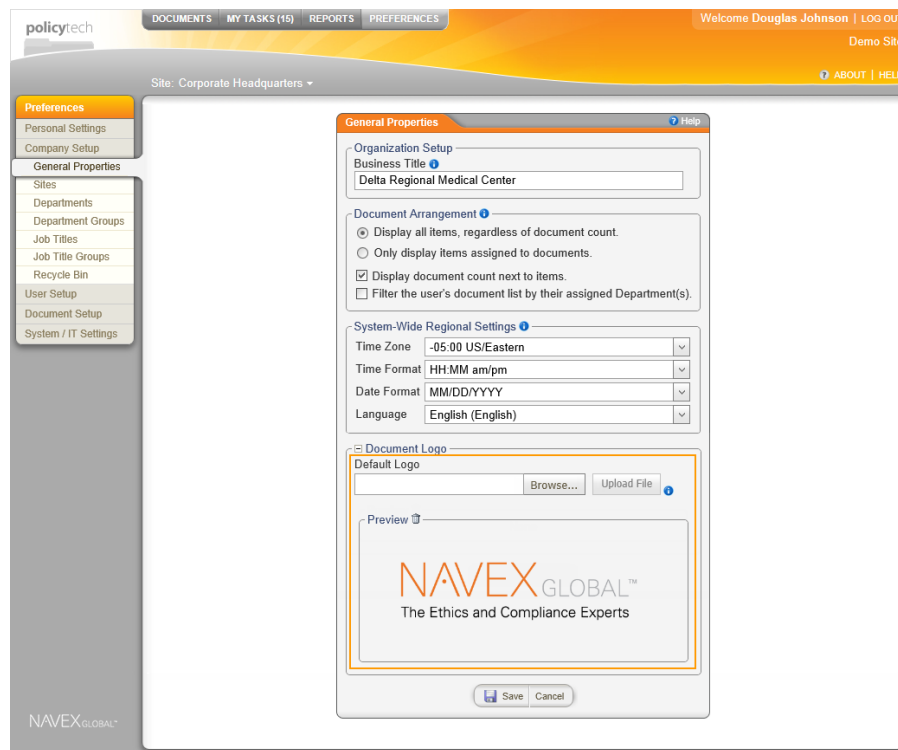 policytech
DOCUMENTS MY TASKS (15) REPORTS PREFERENCES
Welcome Douglas Johnson | LOG OUT
Demo Site
ABOUT | HELP
Site: Corporate Headquarters
Preferences
Personal Settings
Company Setup
General Properties
Sites
Departments
Department Groups
Job Titles
Job Title Groups
Recycle Bin
User Setup
Document Setup
System / IT Settings
General Properties
Help
Organization Setup
Business Title
Delta Regional Medical Center
Document Arrangement
Display all items, regardless of document count.
Only display items assigned to documents.
Display document count next to items.
Filter the user's document list by their assigned Department(s).
System-Wide Regional Settings
Time Zone -05:00 US/Eastern
Time Format HH:MM am/pm
Date Format MM/DD/YYYY
Language English (English)
Document Logo
Default Logo
Browse... Upload File
Preview
NAVEX GLOBAL™
The Ethics and Compliance Experts
Save Cancel
NAVEX GLOBAL™